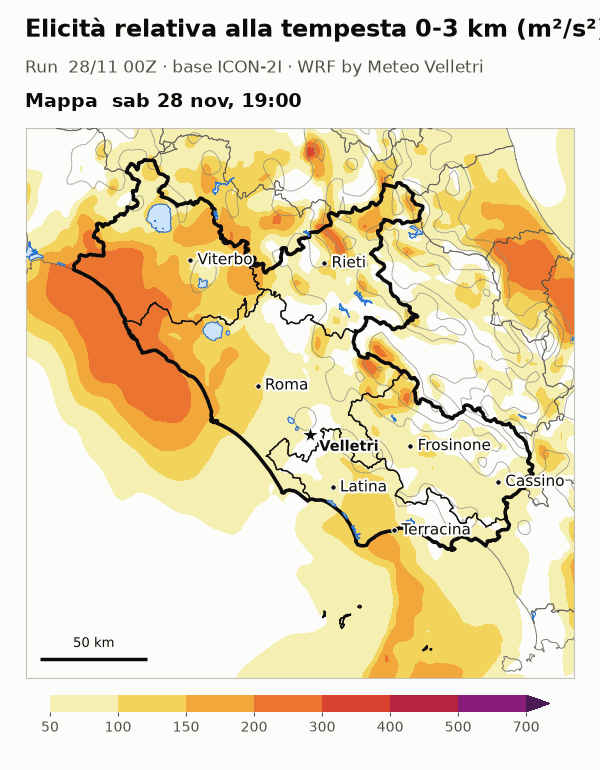 Elicità relativa alla tempesta 0-3 km (m²/s²)
Run 28/11 00Z · base ICON-2I · WRF by Meteo Velletri
Mappa sab 28 nov, 19:00
Viterbo
Rieti
Roma
Velletri
Frosinone
Latina
Cassino
Terracina
50 km
50 100 150 200 300 400 500 700